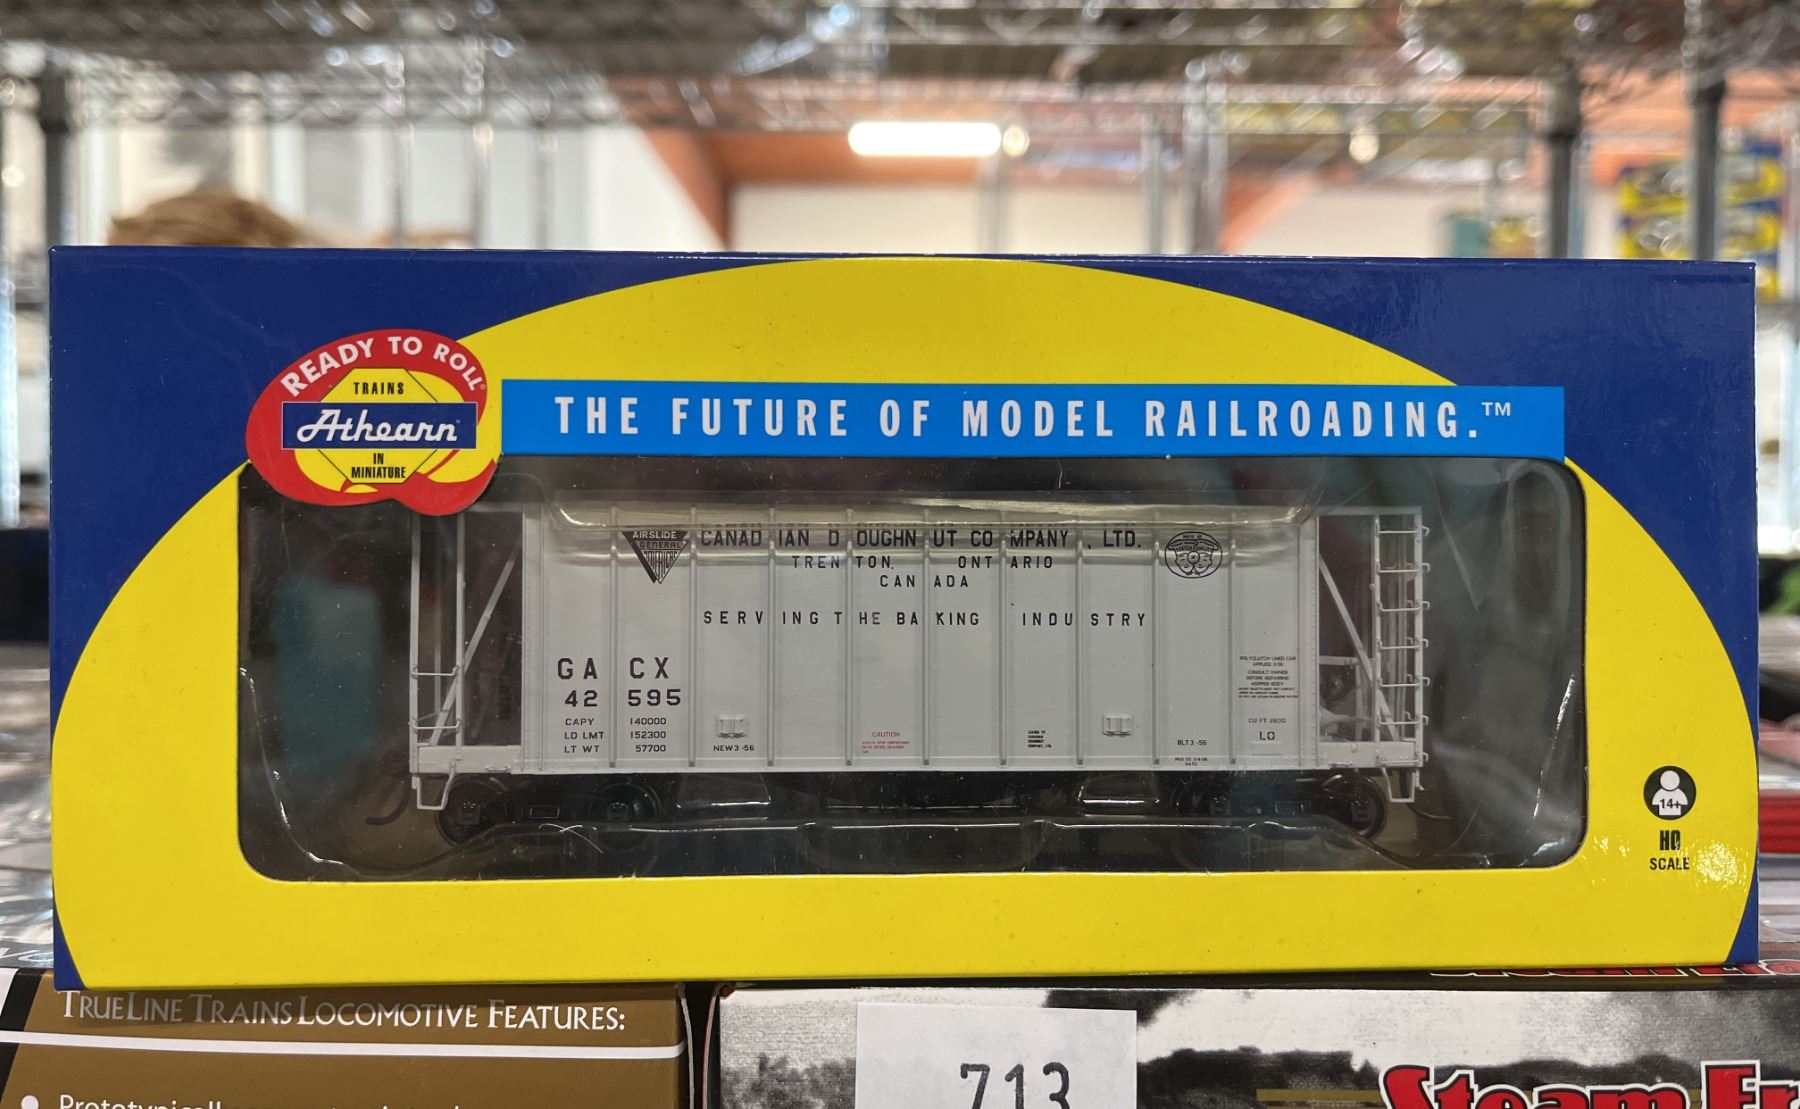 READY TO ROLL
TRAINS
Athearn
IN
MINIATURE
THE FUTURE OF MODEL RAILROADING.™
AIRSLIDE
GENERAL
CANADIAN DOUGHNUT COMPANY, LTD.
TRENTON, ONTARIO
CANADA
SERVING THE BAKING INDUSTRY
GACX
42595
CAPY 140000
LD LMT 152300
LT WT 57700
NEW 3-56
CAUTION
BLT 3-56
CU FT 2600
LO
14+
HO
SCALE
TRUELINE TRAINS LOCOMOTIVE FEATURES:
713
Steam